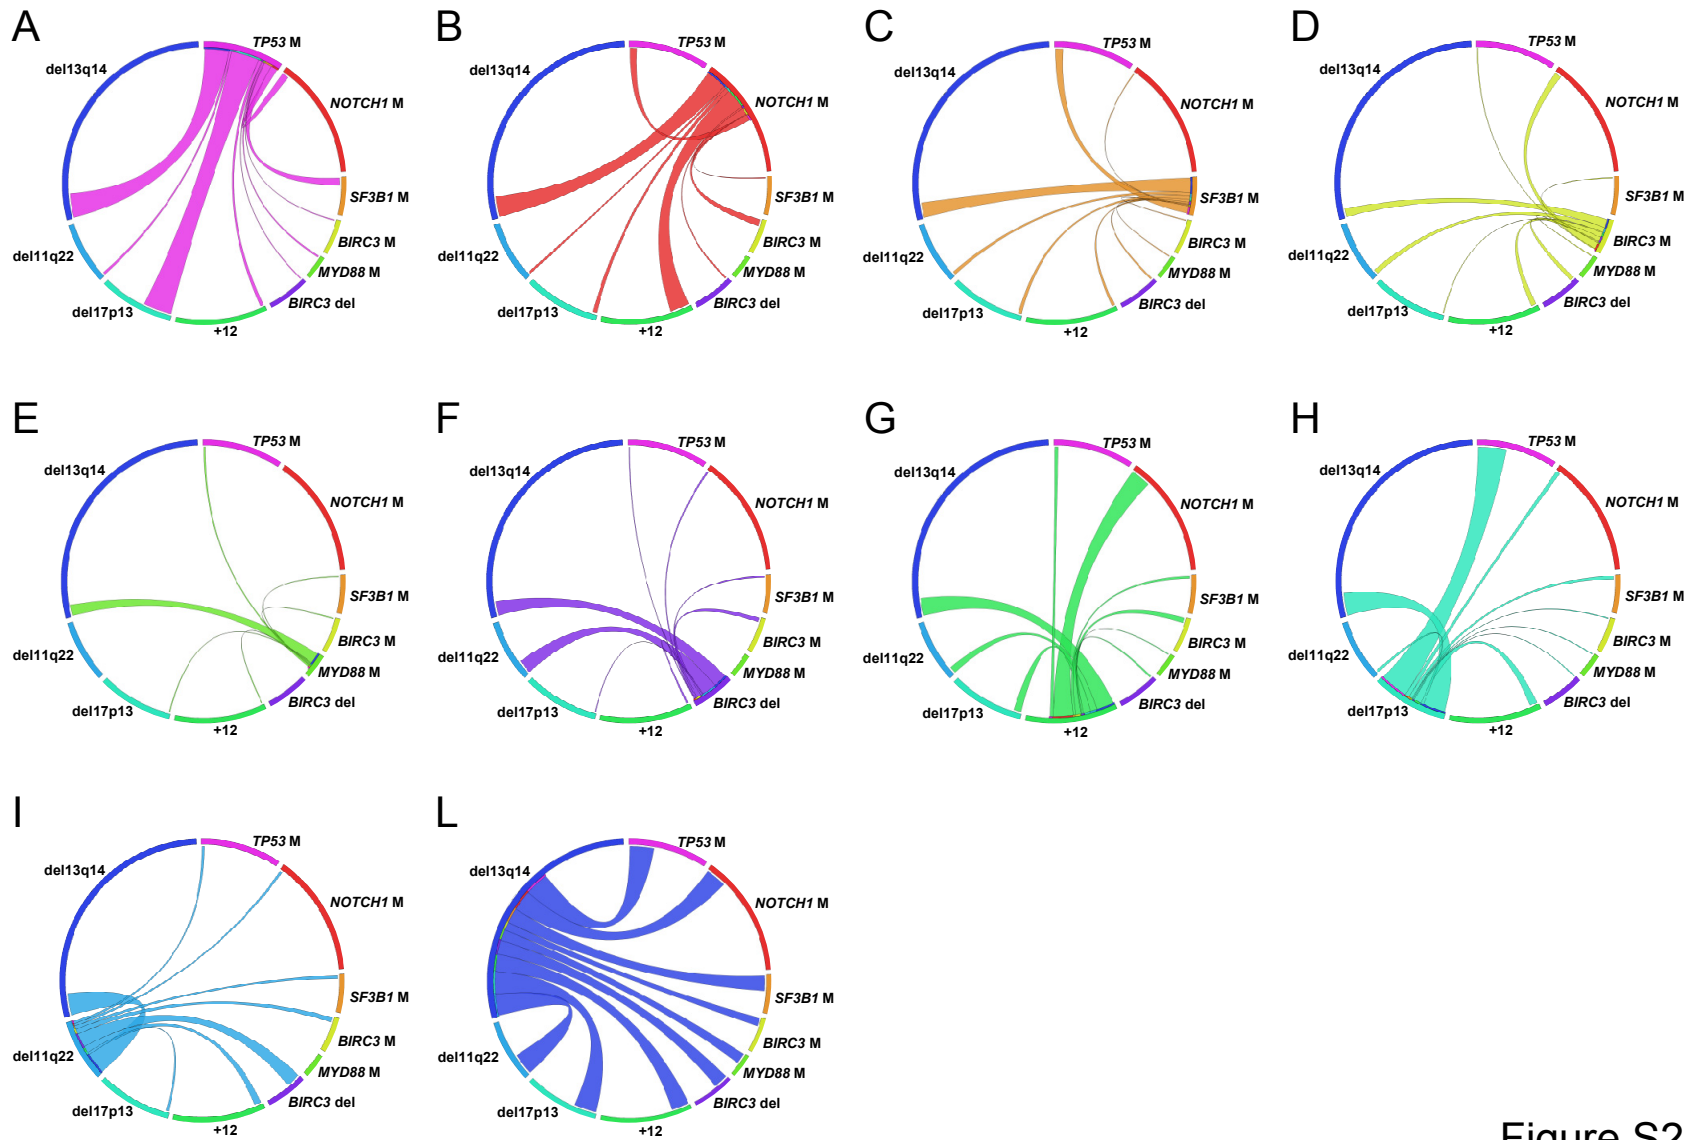 A
TP53 M
del13q14
NOTCH1 M
SF3B1 M
BIRC3 M
del11q22
MYD88 M
BIRC3 del
del17p13
+12
B
TP53 M
del13q14
NOTCH1 M
SF3B1 M
BIRC3 M
del11q22
MYD88 M
BIRC3 del
del17p13
+12
C
TP53 M
del13q14
NOTCH1 M
SF3B1 M
BIRC3 M
del11q22
MYD88 M
BIRC3 del
del17p13
+12
D
TP53 M
del13q14
NOTCH1 M
SF3B1 M
BIRC3 M
del11q22
MYD88 M
BIRC3 del
del17p13
+12
E
TP53 M
del13q14
NOTCH1 M
SF3B1 M
BIRC3 M
del11q22
MYD88 M
BIRC3 del
del17p13
+12
F
TP53 M
del13q14
NOTCH1 M
SF3B1 M
BIRC3 M
del11q22
MYD88 M
BIRC3 del
del17p13
+12
G
TP53 M
del13q14
NOTCH1 M
SF3B1 M
BIRC3 M
del11q22
MYD88 M
BIRC3 del
del17p13
+12
H
TP53 M
del13q14
NOTCH1 M
SF3B1 M
BIRC3 M
del11q22
MYD88 M
BIRC3 del
del17p13
+12
I
TP53 M
del13q14
NOTCH1 M
SF3B1 M
BIRC3 M
del11q22
MYD88 M
BIRC3 del
del17p13
+12
L
TP53 M
del13q14
NOTCH1 M
SF3B1 M
BIRC3 M
del11q22
MYD88 M
BIRC3 del
del17p13
+12
Figure S2